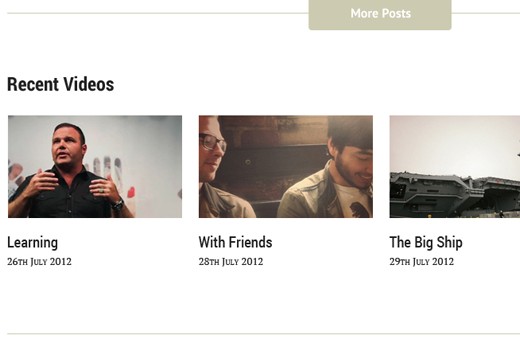 More Posts
Recent Videos
Learning
26th July 2012
With Friends
28th July 2012
The Big Ship
29th July 2012